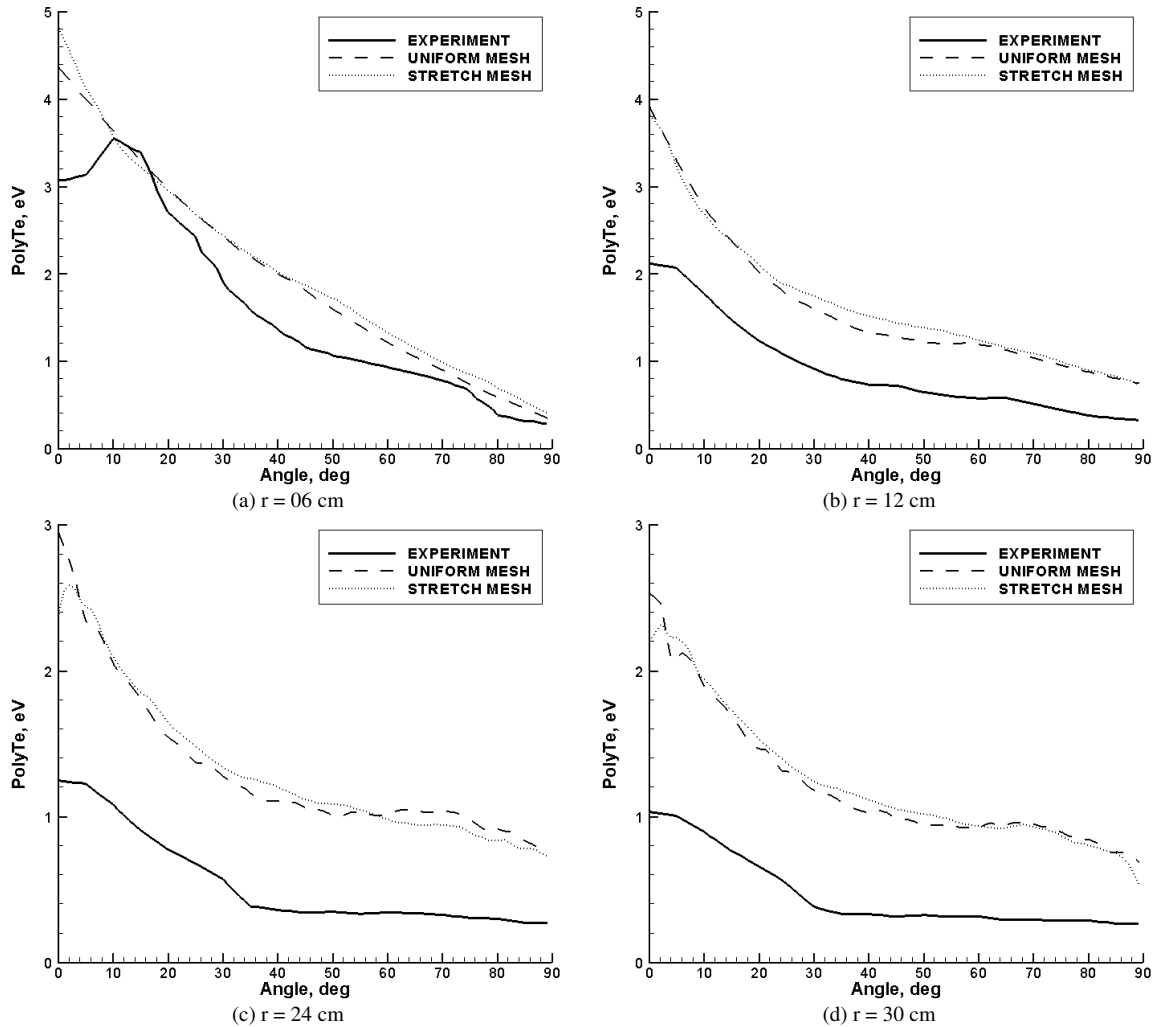 5
4
3
2
1
0
PolyTe, eV
EXPERIMENT
UNIFORM MESH
STRETCH MESH
0 10 20 30 40 50 60 70 80 90
Angle, deg
(a) r = 06 cm
5
4
3
2
1
0
PolyTe, eV
EXPERIMENT
UNIFORM MESH
STRETCH MESH
0 10 20 30 40 50 60 70 80 90
Angle, deg
(b) r = 12 cm
3
2
1
0
PolyTe, eV
EXPERIMENT
UNIFORM MESH
STRETCH MESH
0 10 20 30 40 50 60 70 80 90
Angle, deg
(c) r = 24 cm
3
2
1
0
PolyTe, eV
EXPERIMENT
UNIFORM MESH
STRETCH MESH
0 10 20 30 40 50 60 70 80 90
Angle, deg
(d) r = 30 cm